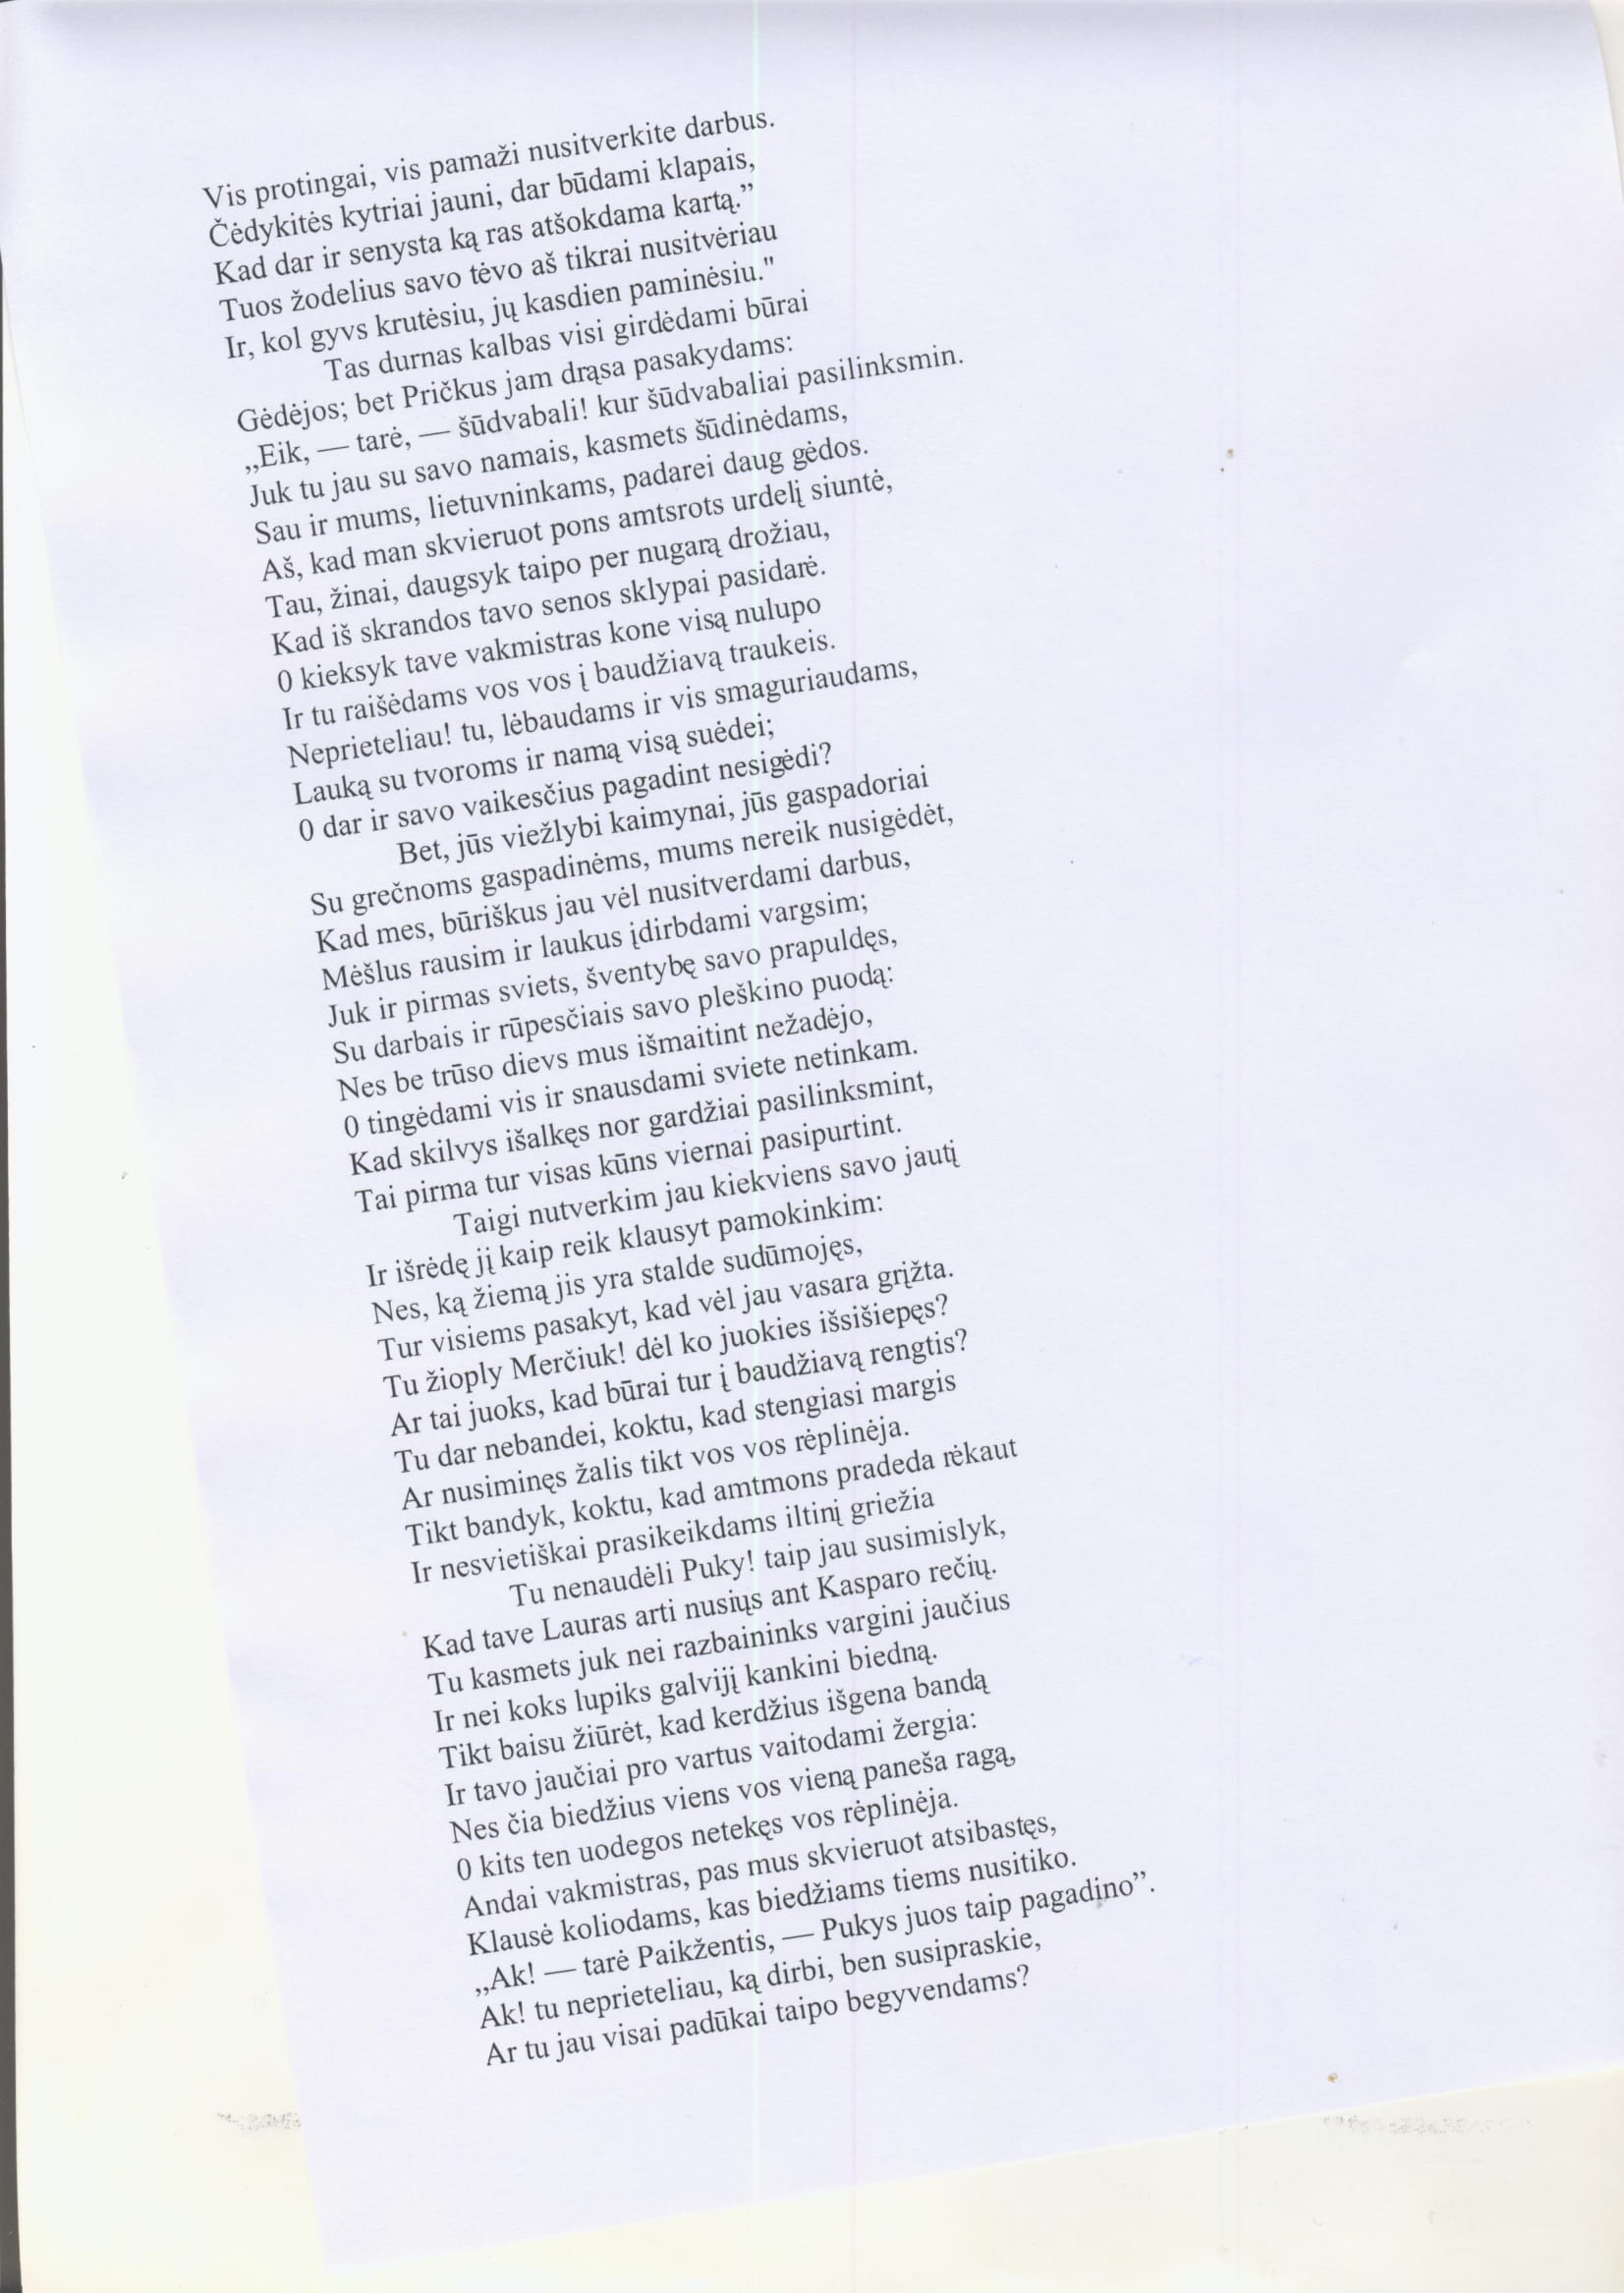 Vis protingai, vis pamaži nusitverkite darbus.
Čėdykitės kytriai jauni, dar būdami klapais,
Kad dar ir senysta ką ras atšokdama kartą.”
Tuos žodelius savo tėvo aš tikrai nusitvėriau
Ir, kol gyvs krutėsiu, jų kasdien paminėsiu."
Tas durnas kalbas visi girdėdami būrai
Gėdėjos; bet Pričkus jam drąsa pasakydams:
„Eik, — tarė, — šūdvabali! kur šūdvabaliai pasilinksmin.
Juk tu jau su savo namais, kasmets šūdinėdams,
Sau ir mums, lietuvninkams, padarei daug gėdos.
Aš, kad man skvieruot pons amtsrots urdelį siuntė,
Tau, žinai, daugsyk taipo per nugarą drožiau,
Kad iš skrandos tavo senos sklypai pasidarė.
0 kieksyk tave vakmistras kone visą nulupo
Ir tu raišėdams vos vos į baudžiavą traukeis.
Neprieteliau! tu, lėbaudams ir vis smaguriaudams,
Lauką su tvoroms ir namą visą suėdei;
0 dar ir savo vaikesčius pagadint nesigėdi?
Bet, jūs viežlybi kaimynai, jūs gaspadoriai
Su grečnoms gaspadinėms, mums nereik nusigėdėt,
Kad mes, būriškus jau vėl nusitverdami darbus,
Mėšlus rausim ir laukus įdirbdami vargsim;
Juk ir pirmas sviets, šventybę savo prapuldęs,
Su darbais ir rūpesčiais savo pleškino puodą:
Nes be trūso dievs mus išmaitint nežadėjo,
0 tingėdami vis ir snausdami sviete netinkam.
Kad skilvys išalkęs nor gardžiai pasilinksmint,
Tai pirma tur visas kūns viernai pasipurtint.
Taigi nutverkim jau kiekviens savo jautį
Ir išrėdę jį kaip reik klausyt pamokinkim:
Nes, ką žiemą jis yra stalde sudūmojęs,
Tur visiems pasakyt, kad vėl jau vasara grįžta.
Tu žioply Merčiuk! dėl ko juokies išsišiepęs?
Ar tai juoks, kad būrai tur į baudžiavą rengtis?
Tu dar nebandei, koktu, kad stengiasi margis
Ar nusiminęs žalis tikt vos vos rėplinėja.
Tikt bandyk, koktu, kad amtmons pradeda rėkaut
Ir nesvietiškai prasikeikdams iltinį griežia
Tu nenaudėli Puky! taip jau susimislyk,
Kad tave Lauras arti nusiųs ant Kasparo rečių.
Tu kasmets juk nei razbaininks vargini jaučius
Ir nei koks lupiks galvijį kankini biedną.
Tikt baisu žiūrėt, kad kerdžius išgena bandą
Ir tavo jaučiai pro vartus vaitodami žergia:
Nes čia biedžius viens vos vieną paneša ragą,
0 kits ten uodegos netekęs vos rėplinėja.
Andai vakmistras, pas mus skvieruot atsibastęs,
Klausė koliodams, kas biedžiams tiems nusitiko.
„Ak! — tarė Paikžentis, — Pukys juos taip pagadino”.
Ak! tu neprieteliau, ką dirbi, ben susipraskie,
Ar tu jau visai padūkai taipo begyvendams?